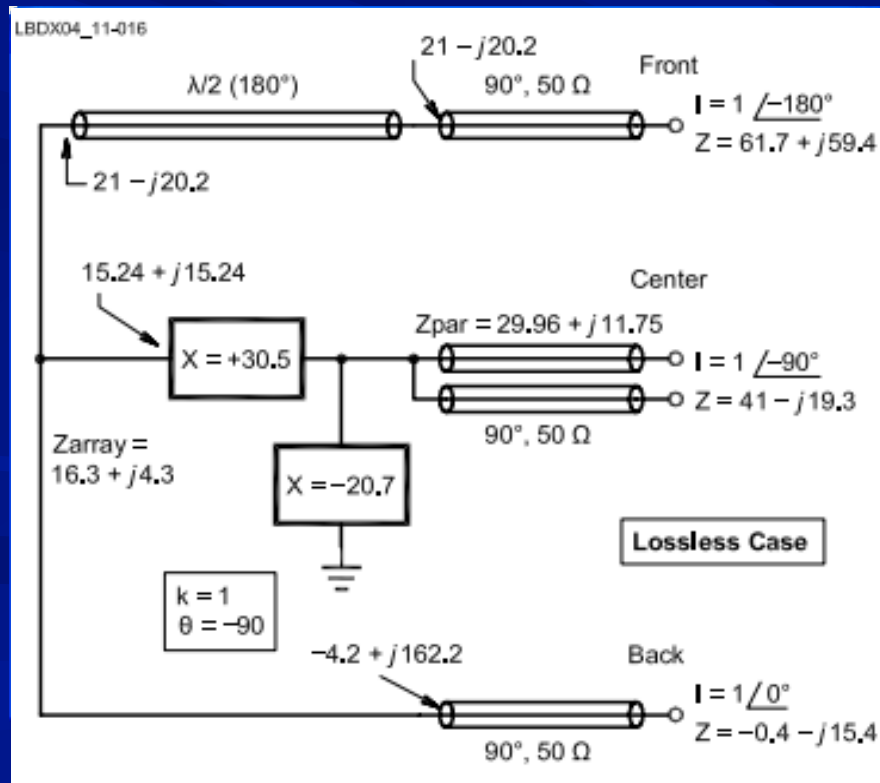 LBDX04_11-016
21 – j20.2
λ/2 (180°)
90°, 50 Ω
Front
I = 1 /–180°
Z = 61.7 + j59.4
21 – j20.2
15.24 + j15.24
Center
Zpar = 29.96 + j11.75
X = +30.5
I = 1 /–90°
Z = 41 – j19.3
90°, 50 Ω
Zarray =
16.3 + j4.3
X = –20.7
Lossless Case
k = 1
θ = –90
–4.2 + j162.2
Back
I = 1 /0°
Z = –0.4 – j15.4
90°, 50 Ω